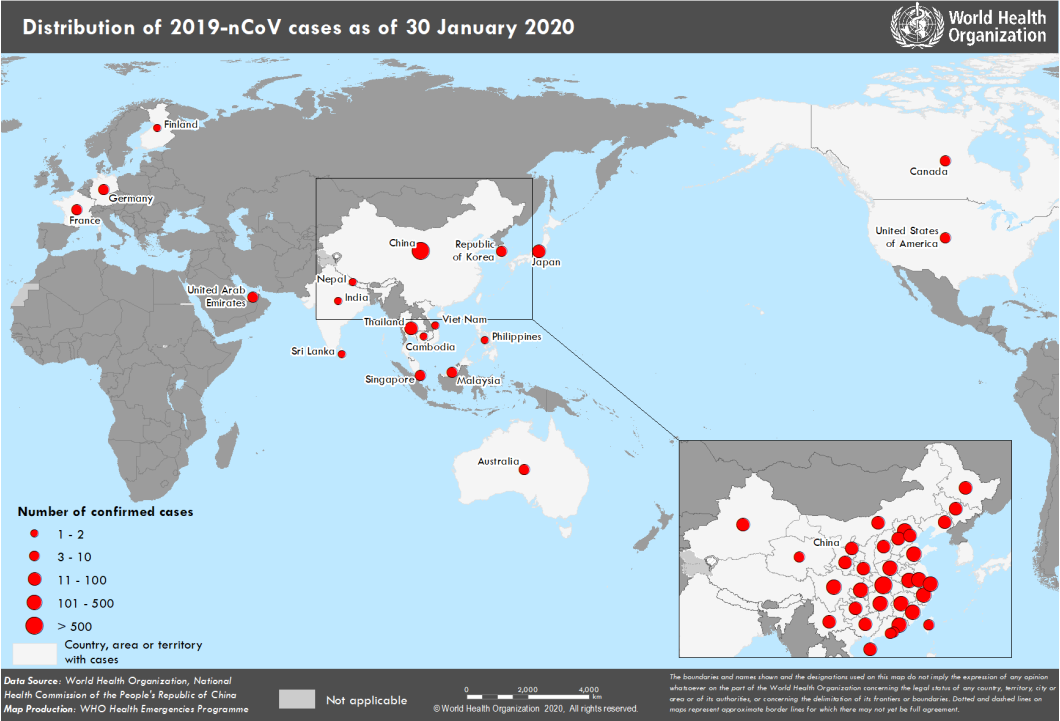 Distribution of 2019-nCoV cases as of 30 January 2020
World Health
Organization
Finland
Germany
France
Canada
United States
of America
China
Republic
of Korea
Japan
Nepal
India
United Arab
Emirates
Thailand
Viet Nam
Cambodia
Philippines
Sri Lanka
Singapore
Malaysia
Australia
China
Number of confirmed cases
1 - 2
3 - 10
11 - 100
101 - 500
> 500
Country, area or territory
with cases
Data Source: World Health Organization, National
Health Commission of the People's Republic of China
Map Production: WHO Health Emergencies Programme
Not applicable
0 2,000 4,000
km
© World Health Organization 2020, All rights reserved.
The boundaries and names shown and the designations used on this map do not imply the expression of any opinion
whatsoever on the part of the World Health Organization concerning the legal status of any country, territory, city or
area or of its authorities, or concerning the delimitation of its frontiers or boundaries. Dotted and dashed lines on
maps represent approximate border lines for which there may not yet be full agreement.